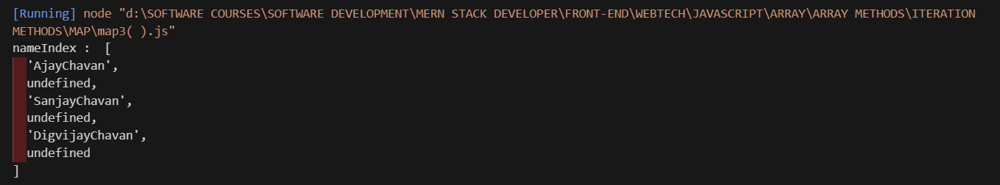 [Running] node "d:\SOFTWARE COURSES\SOFTWARE DEVELOPMENT\MERN STACK DEVELOPER\FRONT-END\WEBTECH\JAVASCRIPT\ARRAY\ARRAY METHODS\ITERATION
METHODS\MAP\map3( ).js"
nameIndex :  [
  'AjayChavan',
  undefined,
  'SanjayChavan',
  undefined,
  'DigvijayChavan',
  undefined
]